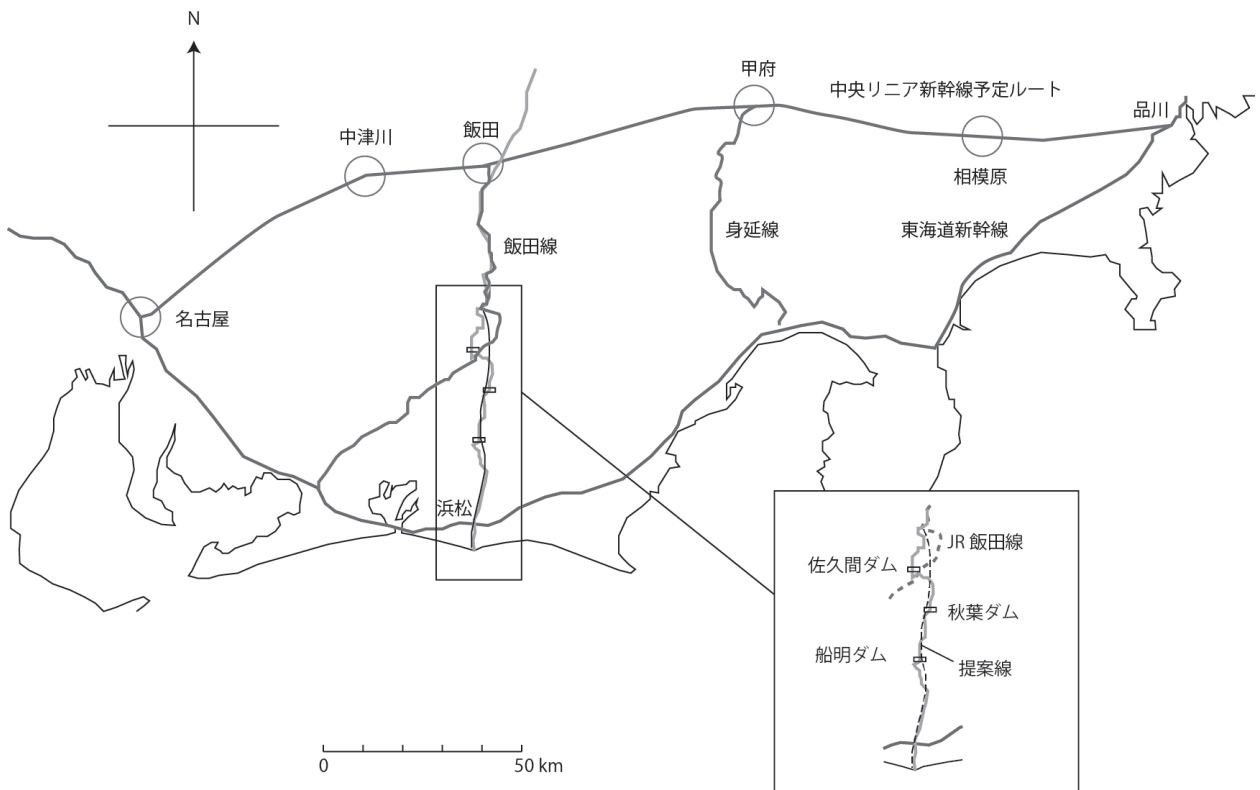 N
甲府
中央リニア新幹線予定ルート
品川
中津川
飯田
相模原
身延線
東海道新幹線
飯田線
名古屋
浜松
JR 飯田線
佐久間ダム
秋葉ダム
船明ダム
提案線
0
50 km